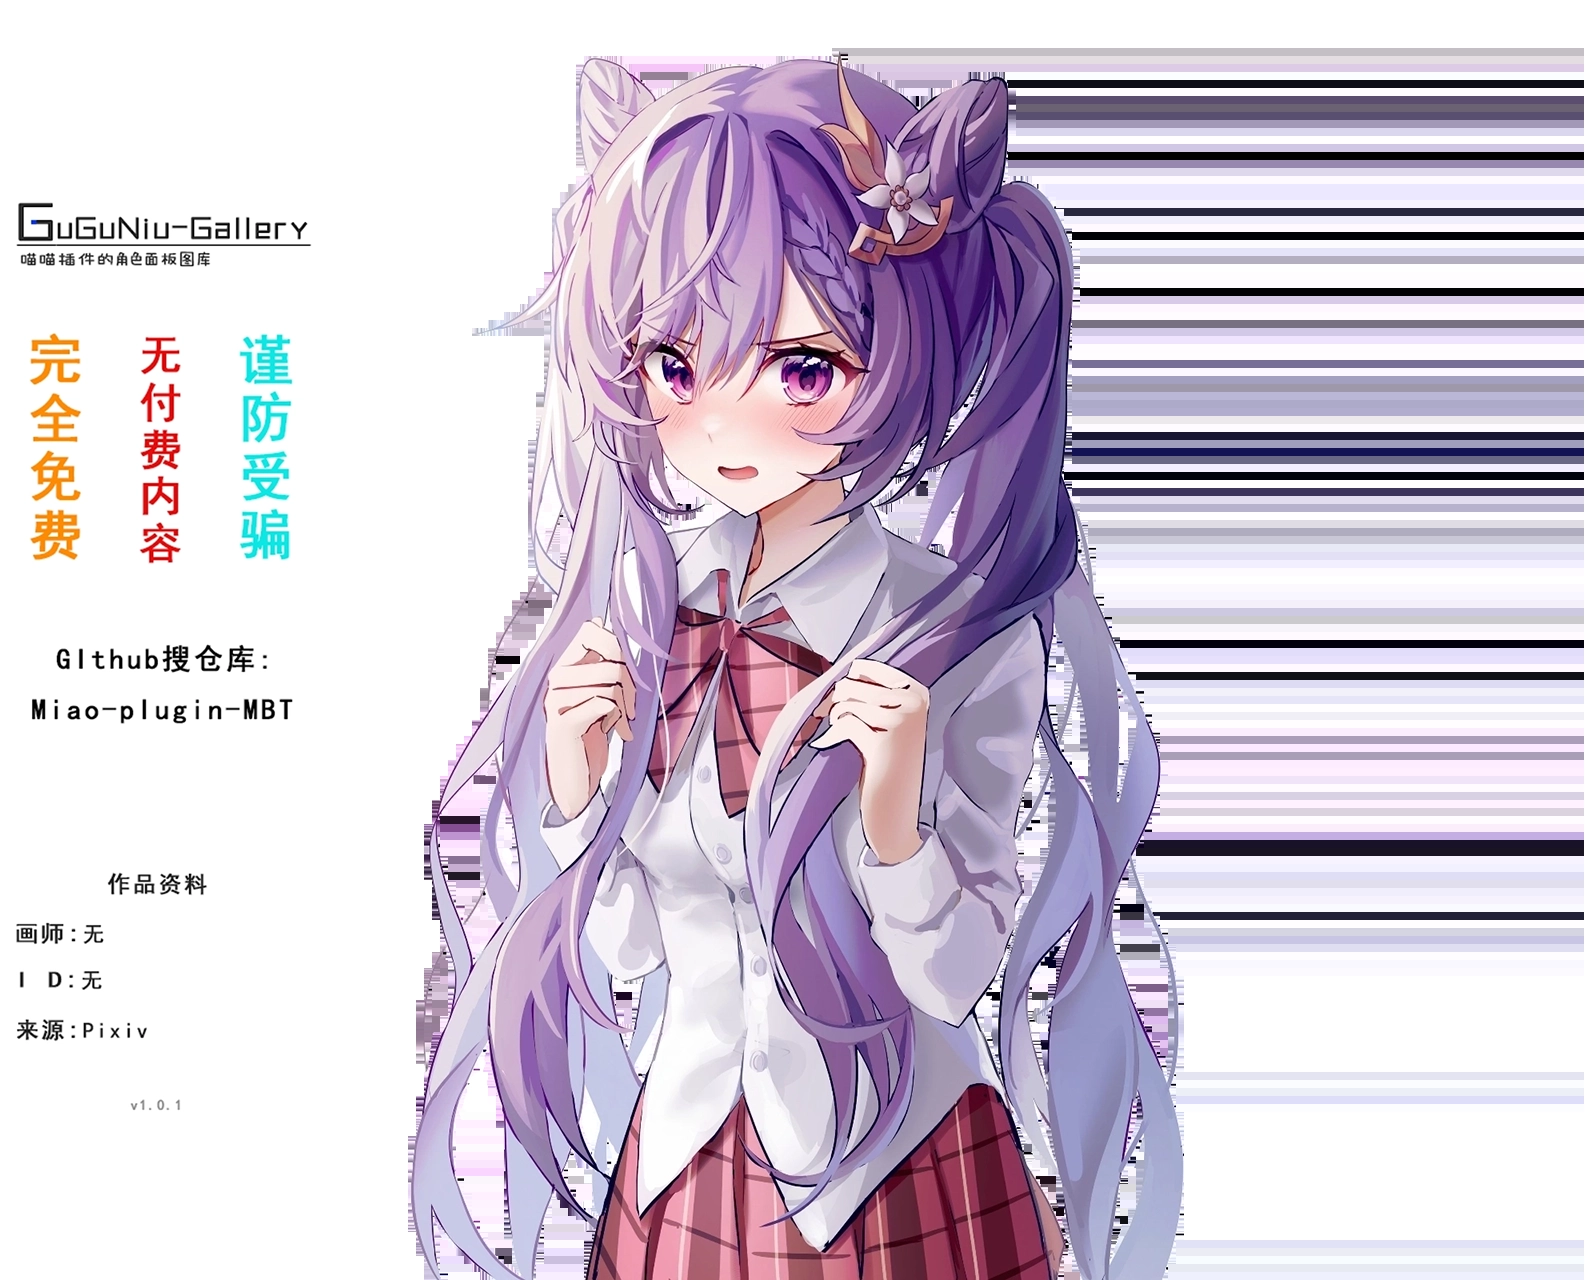 GuGuNiu-Gallery
喵喵插件的角色面板图库
完全免费
无付费内容
谨防受骗
GIthub搜仓库:
Miao-plugin-MBT
作品资料
画师:无
I D:无
来源:Pixiv
v1.0.1